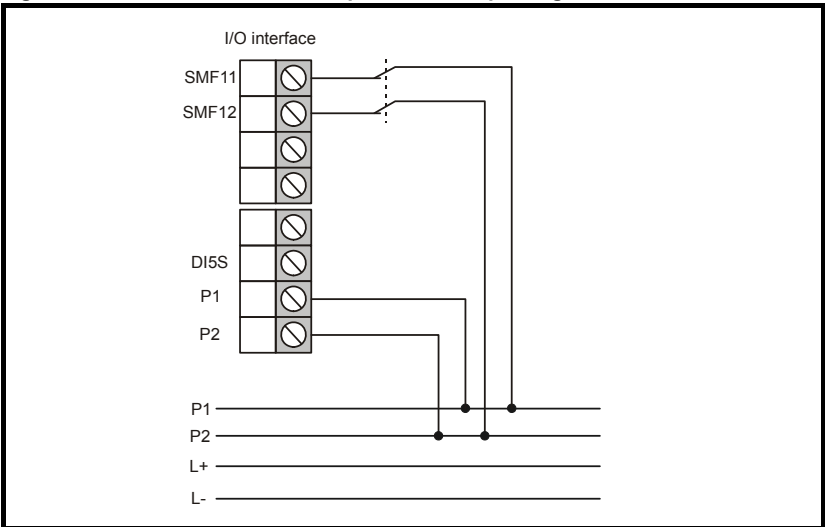 I/O interface
SMF11
SMF12
DI5S
P1
P2
P1
P2
L+
L-